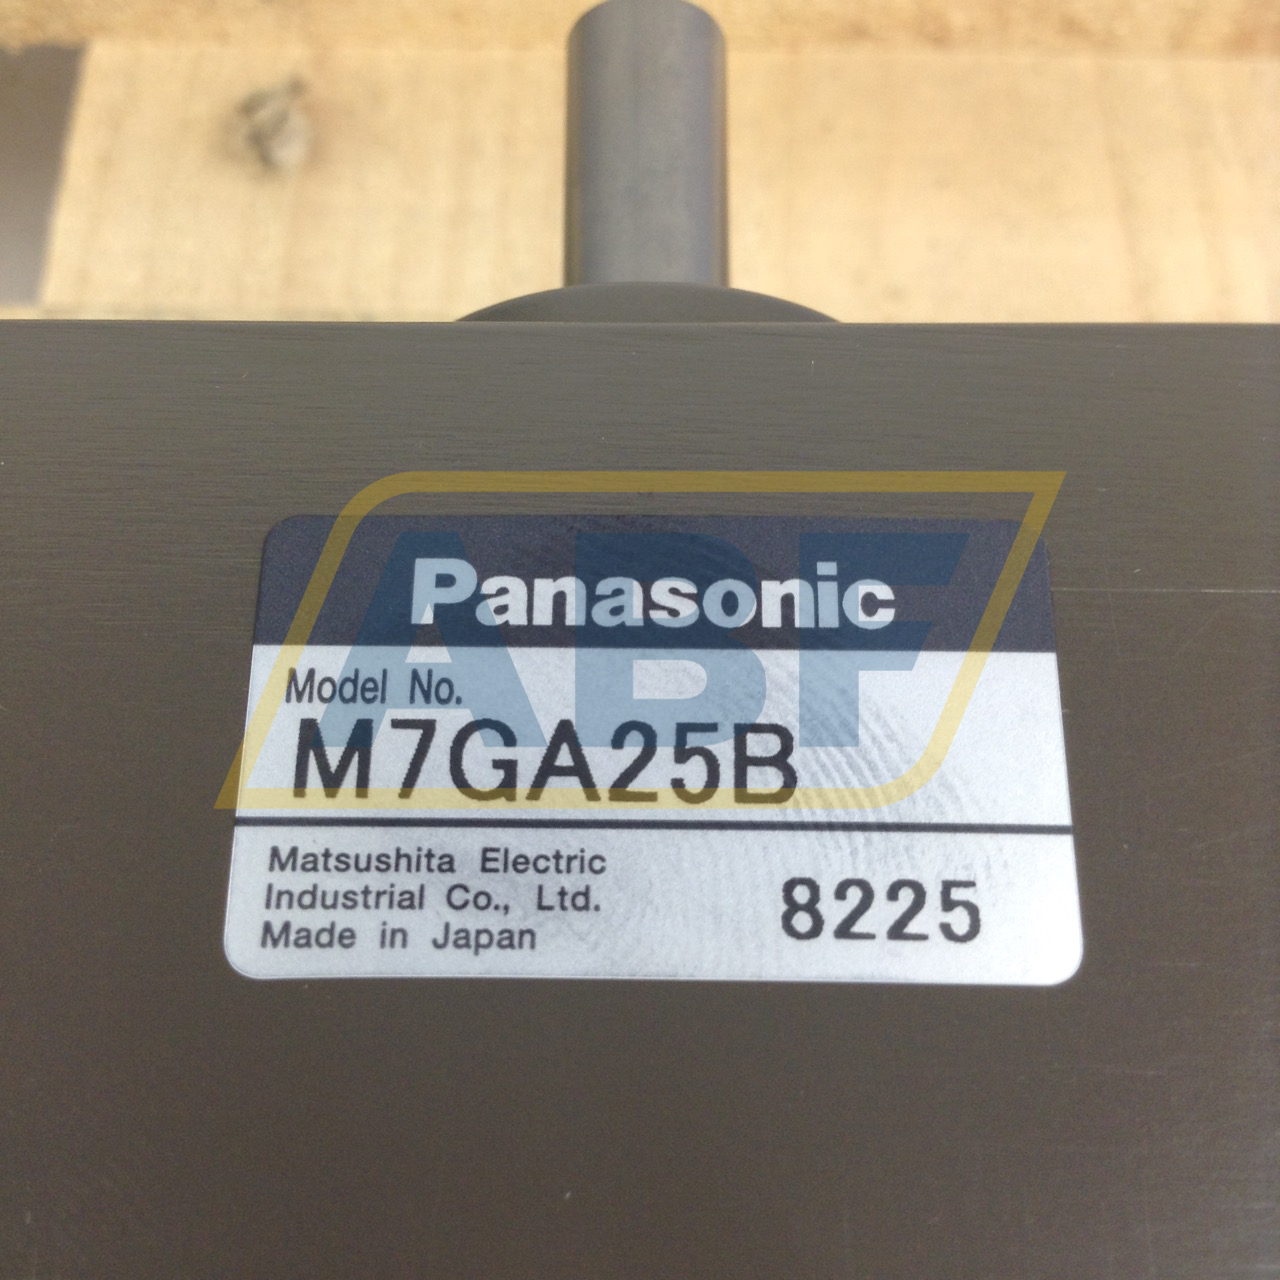 Panasonic
ABF
Model No.
M7GA25B
Matsushita Electric
Industrial Co., Ltd.
Made in Japan
8225